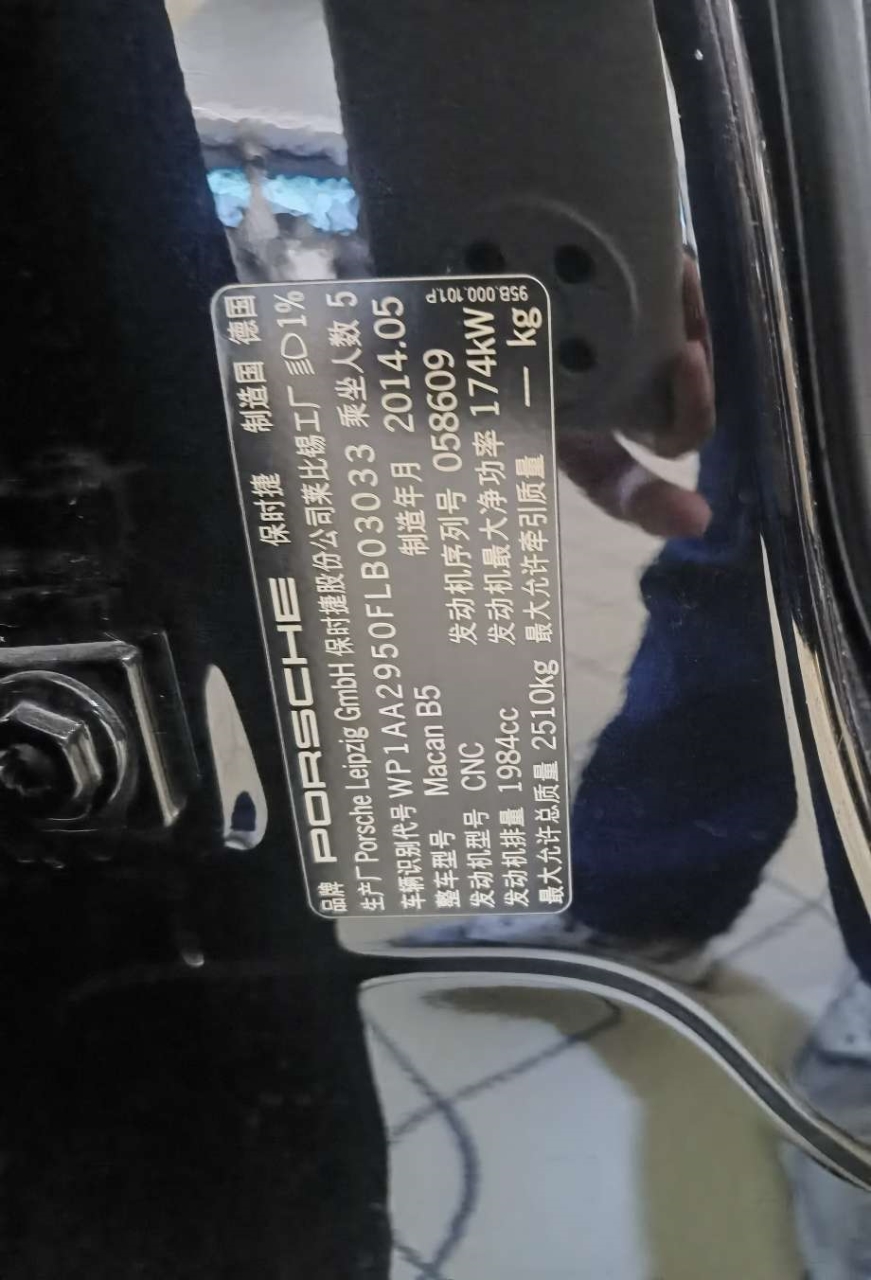 品牌 PORSCHE 保时捷 制造国 德国
生产厂 Porsche Leipzig GmbH 保时捷股份公司莱比锡工厂 1%
车辆识别代号 WP1AA2950FLB03033 乘坐人数 5
整车型号 Macan B5 制造年月 2014.05
发动机型号 CNC 发动机序列号 058609
发动机排量 1984cc 发动机最大净功率 174kW
最大允许总质量 2510kg 最大允许牵引质量 — kg
95B.000.101.P